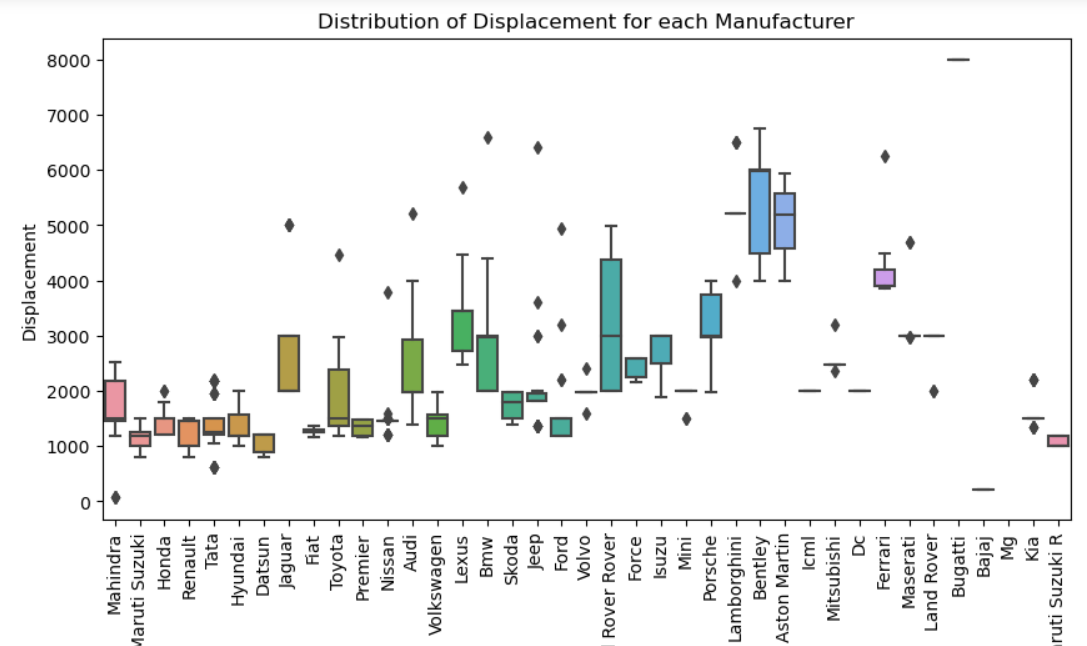 Distribution of Displacement for each Manufacturer
8000
7000
6000
5000
4000
3000
2000
1000
0
Displacement
Mahindra
Maruti Suzuki
Honda
Renault
Tata
Hyundai
Datsun
Jaguar
Fiat
Toyota
Premier
Nissan
Audi
Volkswagen
Lexus
Bmw
Skoda
Jeep
Ford
Volvo
Rover Rover
Force
Isuzu
Mini
Porsche
Lamborghini
Bentley
Aston Martin
Icml
Mitsubishi
Dc
Ferrari
Maserati
Land Rover
Bugatti
Bajaj
Mg
Kia
ruti Suzuki R